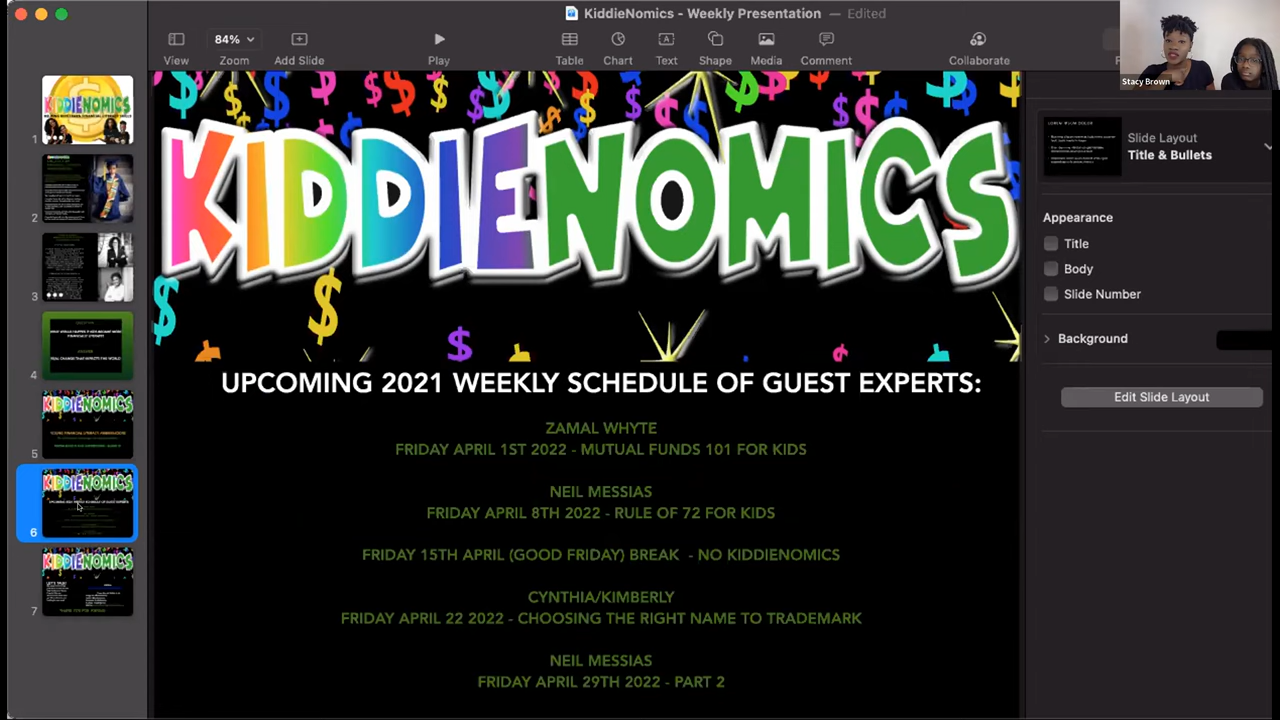 KiddieNomics - Weekly Presentation — Edited
84%
View
Zoom
Add Slide
Play
Table
Chart
Text
Media
Shape
Comment
Collaborate
Stacy Brown
KIDDIENOMICS
1
2
3
4
KIDDIENOMICS
5
KIDDIENOMICS
6
KIDDIENOMICS
7
KIDDIENOMICS
UPCOMING 2021 WEEKLY SCHEDULE OF GUEST EXPERTS:
ZAMAL WHYTE
FRIDAY APRIL 1ST 2022 - MUTUAL FUNDS 101 FOR KIDS
NEIL MESSIAS
FRIDAY APRIL 8TH 2022 - RULE OF 72 FOR KIDS
FRIDAY 15TH APRIL (GOOD FRIDAY) BREAK - NO KIDDIENOMICS
CYNTHIA/KIMBERLY
FRIDAY APRIL 22 2022 - CHOOSING THE RIGHT NAME TO TRADEMARK
NEIL MESSIAS
FRIDAY APRIL 29TH 2022 - PART 2
Slide Layout
Title & Bullets
Appearance
Title
Body
Slide Number
Background
Edit Slide Layout